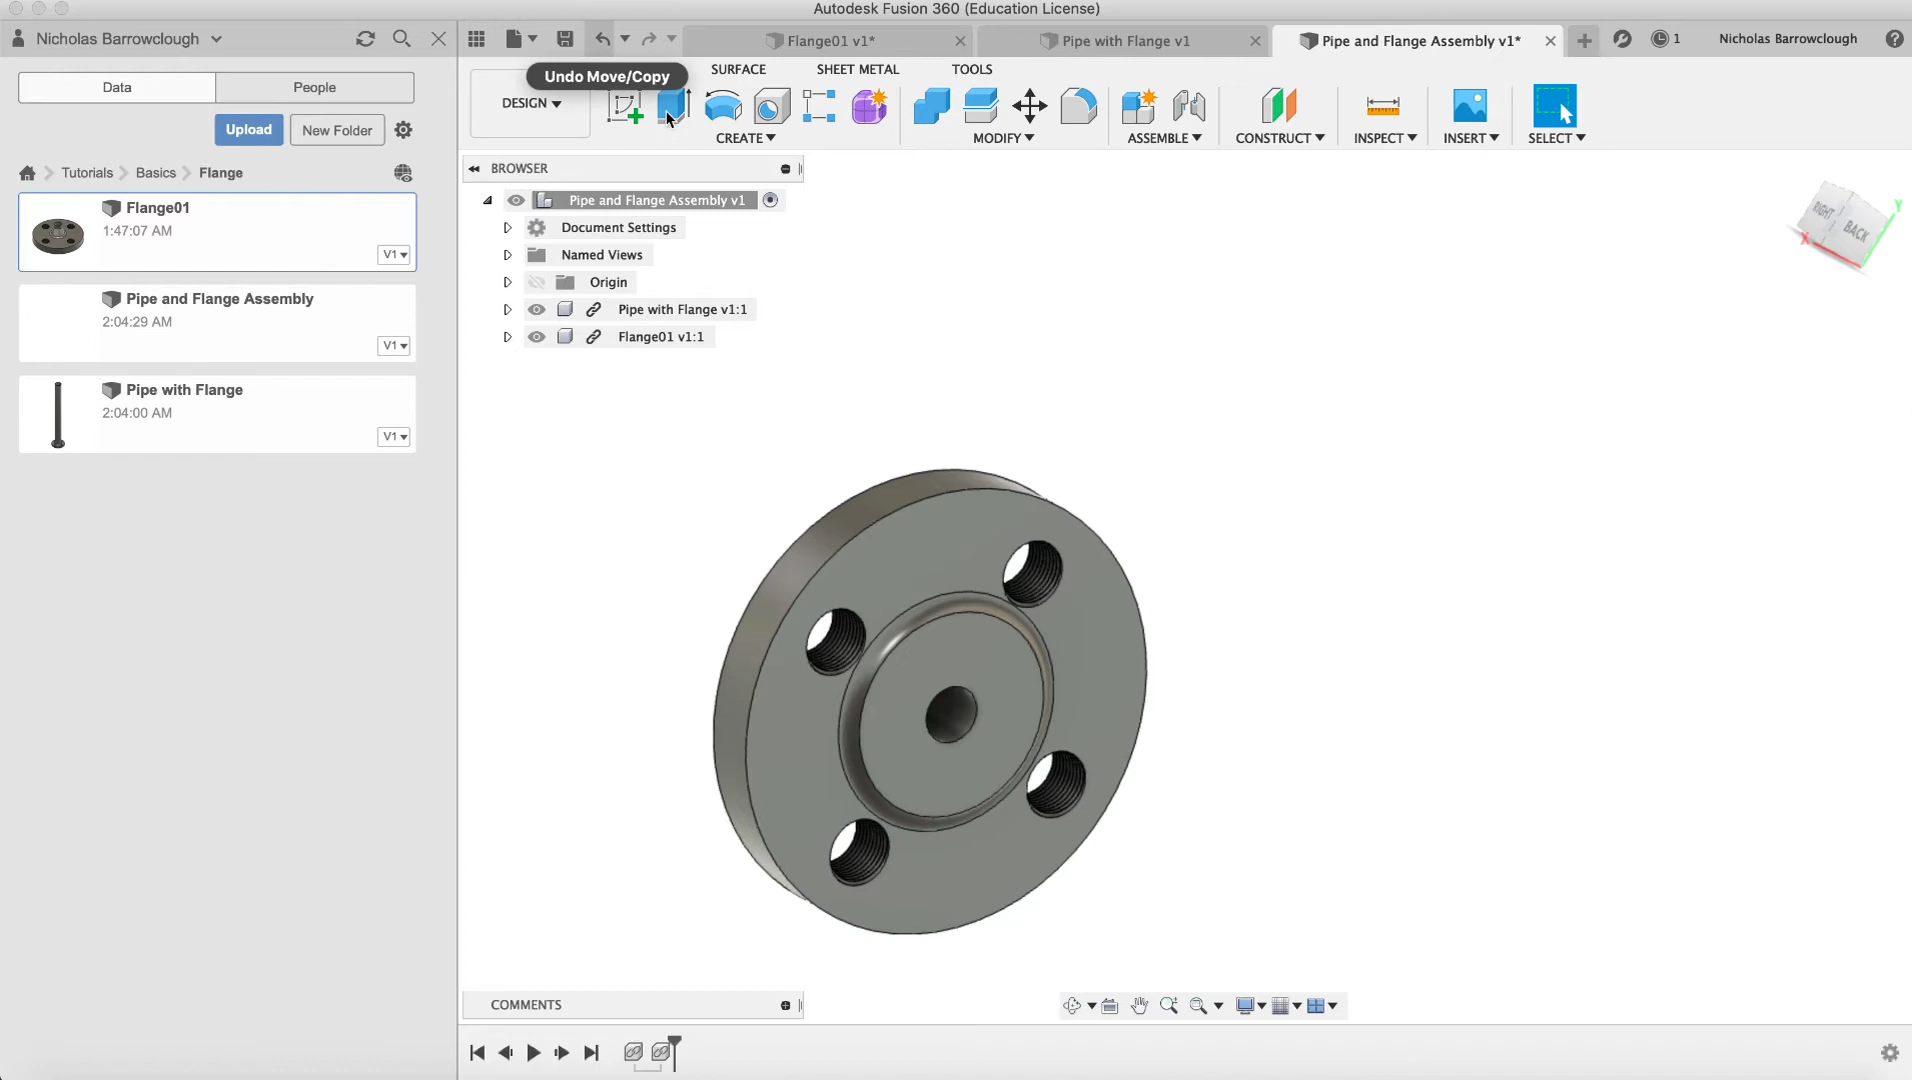 Autodesk Fusion 360 (Education License)
Nicholas Barrowclough
Flange01 v1*
Pipe with Flange v1
Pipe and Flange Assembly v1*
1
Nicholas Barrowclough
Data
People
Undo Move/Copy
SURFACE
SHEET METAL
TOOLS
DESIGN
Upload
New Folder
CREATE
MODIFY
ASSEMBLE
CONSTRUCT
INSPECT
INSERT
SELECT
Tutorials
Basics
Flange
BROWSER
Flange01
1:47:07 AM
V1
Pipe and Flange Assembly
2:04:29 AM
V1
Pipe with Flange
2:04:00 AM
V1
Pipe and Flange Assembly v1
Document Settings
Named Views
Origin
Pipe with Flange v1:1
Flange01 v1:1
RIGHT
BACK
X
Y
COMMENTS